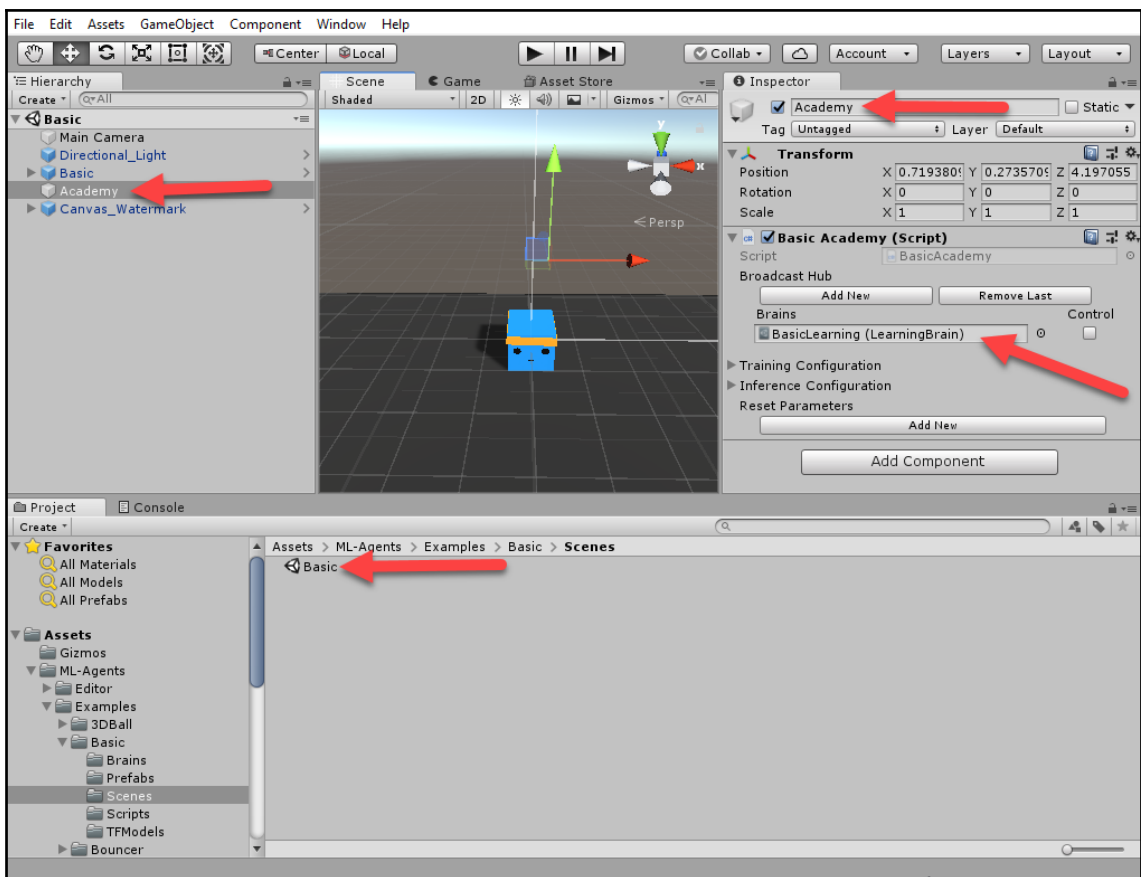 File Edit Assets GameObject Component Window Help
Center Local Collab Account Layers Layout
Hierarchy
Create All
Basic
Main Camera
Directional_Light
Basic
Academy
Canvas_Watermark
Scene Game Asset Store
Shaded 2D Gizmos Al
y
x
Persp
Inspector
Academy Static
Tag Untagged Layer Default
Transform
Position X 0.719380 Y 0.273570 Z 4.197055
Rotation X 0 Y 0 Z 0
Scale X 1 Y 1 Z 1
Basic Academy (Script)
Script BasicAcademy
Broadcast Hub
Add New Remove Last
Brains Control
BasicLearning (LearningBrain)
Training Configuration
Inference Configuration
Reset Parameters
Add New
Add Component
Project Console
Create
Favorites
All Materials
All Models
All Prefabs
Assets
Gizmos
ML-Agents
Editor
Examples
3DBall
Basic
Brains
Prefabs
Scenes
Scripts
TFModels
Bouncer
Assets > ML-Agents > Examples > Basic > Scenes
Basic